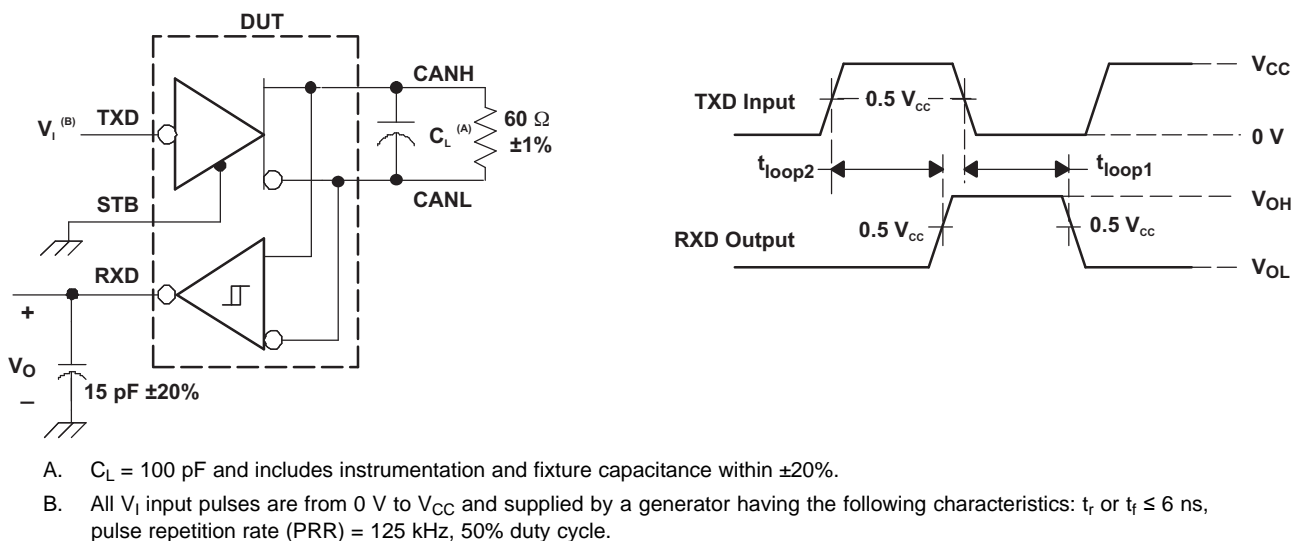 DUT
CANH
TXD
V_I (B)
C_L (A)
60 Ω
±1%
STB
CANL
RXD
+
V_O
–
15 pF ±20%
V_CC
TXD Input
0.5 V_cc
0 V
t_loop2
t_loop1
V_OH
RXD Output
0.5 V_cc
0.5 V_cc
V_OL
A. C_L = 100 pF and includes instrumentation and fixture capacitance within ±20%.
B. All V_I input pulses are from 0 V to V_CC and supplied by a generator having the following characteristics: t_r or t_f ≤ 6 ns,
pulse repetition rate (PRR) = 125 kHz, 50% duty cycle.